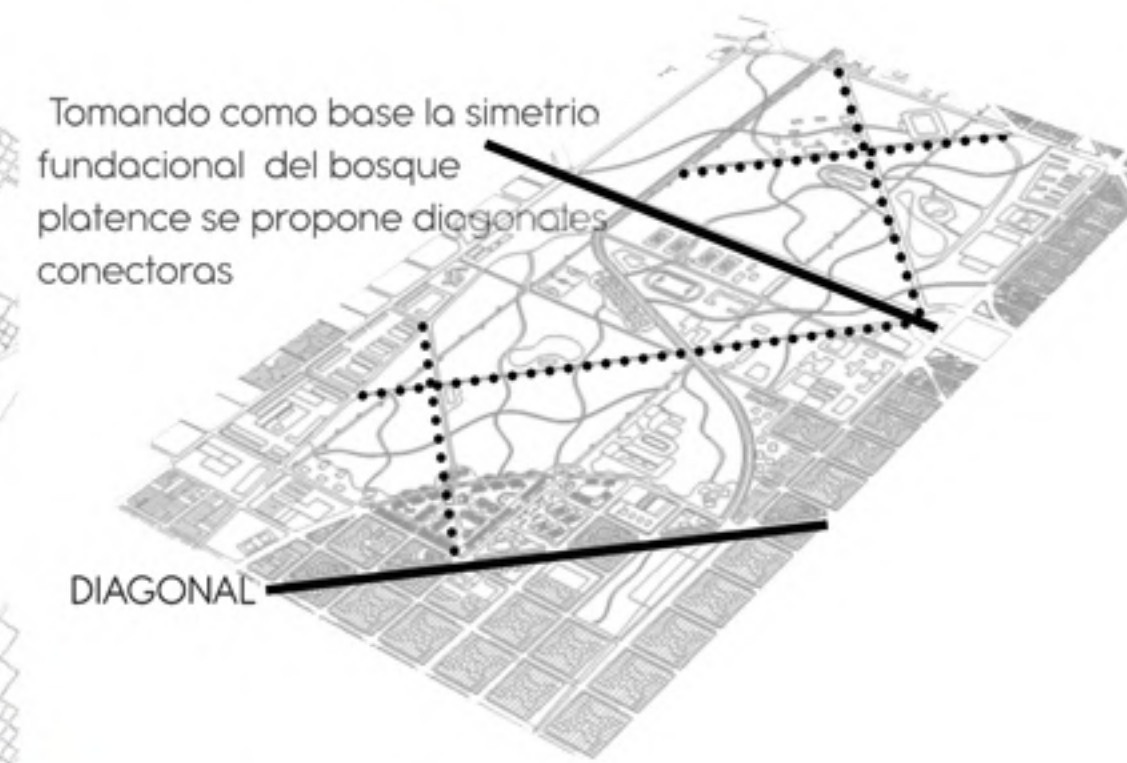 Tomando como base la simetria
fundacional del bosque
platence se propone diagonales
conectoras
DIAGONAL